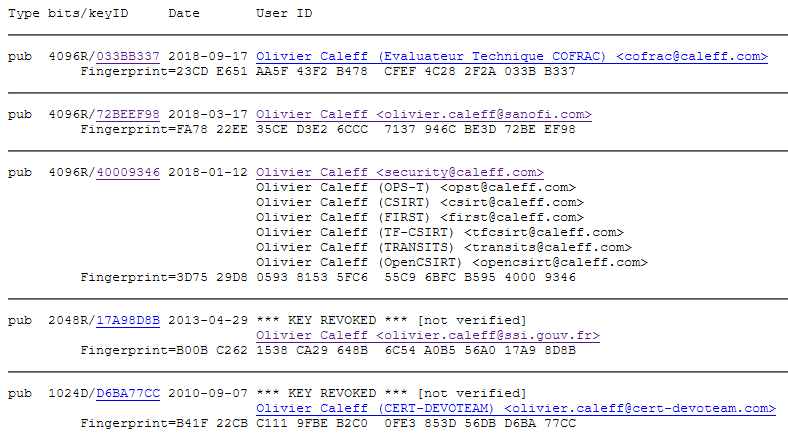 Type bits/keyID     Date       User ID
pub  4096R/033BB337 2018-09-17 Olivier Caleff (Evaluateur Technique COFRAC) <cofrac@caleff.com>
Fingerprint=23CD E651 AA5F 43F2 B478  CFEF 4C28 2F2A 033B B337
pub  4096R/72BEEF98 2018-03-17 Olivier Caleff <olivier.caleff@sanofi.com>
Fingerprint=FA78 22EE 35CE D3E2 6CCC  7137 946C BE3D 72BE EF98
pub  4096R/40009346 2018-01-12 Olivier Caleff <security@caleff.com>
Olivier Caleff (OPS-T) <opst@caleff.com>
Olivier Caleff (CSIRT) <csirt@caleff.com>
Olivier Caleff (FIRST) <first@caleff.com>
Olivier Caleff (TF-CSIRT) <tfcsirt@caleff.com>
Olivier Caleff (TRANSITS) <transits@caleff.com>
Olivier Caleff (OpenCSIRT) <opencsirt@caleff.com>
Fingerprint=3D75 29D8 0593 8153 5FC6  55C9 6BFC B595 4000 9346
pub  2048R/17A98D8B 2013-04-29 *** KEY REVOKED *** [not verified]
Olivier Caleff <olivier.caleff@ssi.gouv.fr>
Fingerprint=B00B C262 1538 CA29 648B  6C54 A0B5 56A0 17A9 8D8B
pub  1024D/D6BA77CC 2010-09-07 *** KEY REVOKED *** [not verified]
Olivier Caleff (CERT-DEVOTEAM) <olivier.caleff@cert-devoteam.com>
Fingerprint=B41F 22CB C111 9FBE B2C0  0FE3 853D 56DB D6BA 77CC